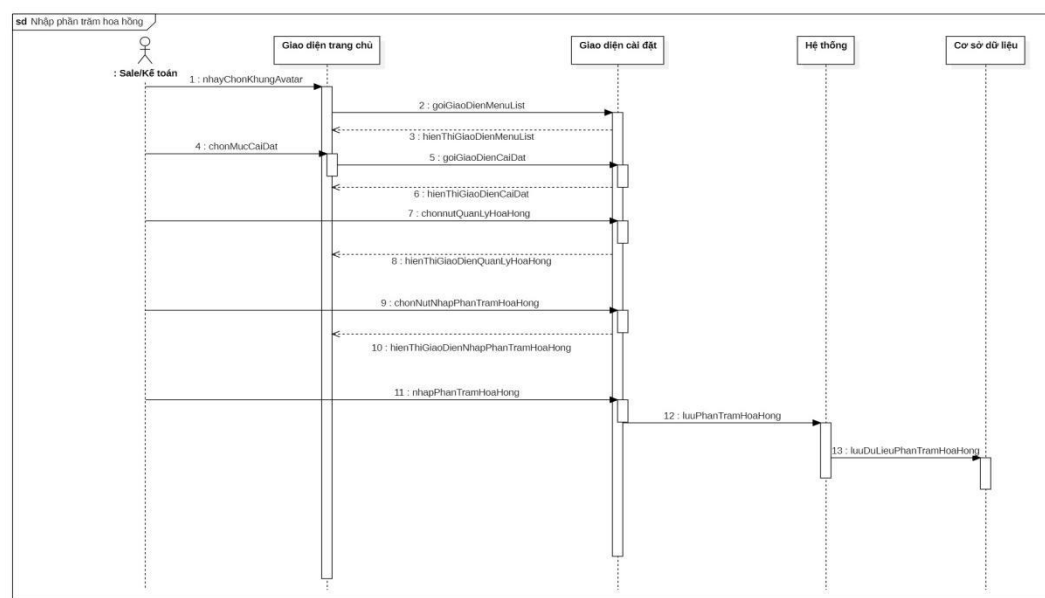 sd Nhập phần trăm hoa hồng
Giao diện trang chủ
Giao diện cài đặt
Hệ thống
Cơ sở dữ liệu
: Sale/Kế toán
1 : nhayChonKhungAvatar
2 : goiGiaoDienMenuList
3 : hienThiGiaoDienMenuList
4 : chonMucCaiDat
5 : goiGiaoDienCaiDat
6 : hienThiGiaoDienCaiDat
7 : chonnutQuanLyHoaHong
8 : hienThiGiaoDienQuanLyHoaHong
9 : chonNutNhapPhanTramHoaHong
10 : hienThiGiaoDienNhapPhanTramHoaHong
11 : nhapPhanTramHoaHong
12 : luuPhanTramHoaHong
13 : luuDuLieuPhanTramHoaHong